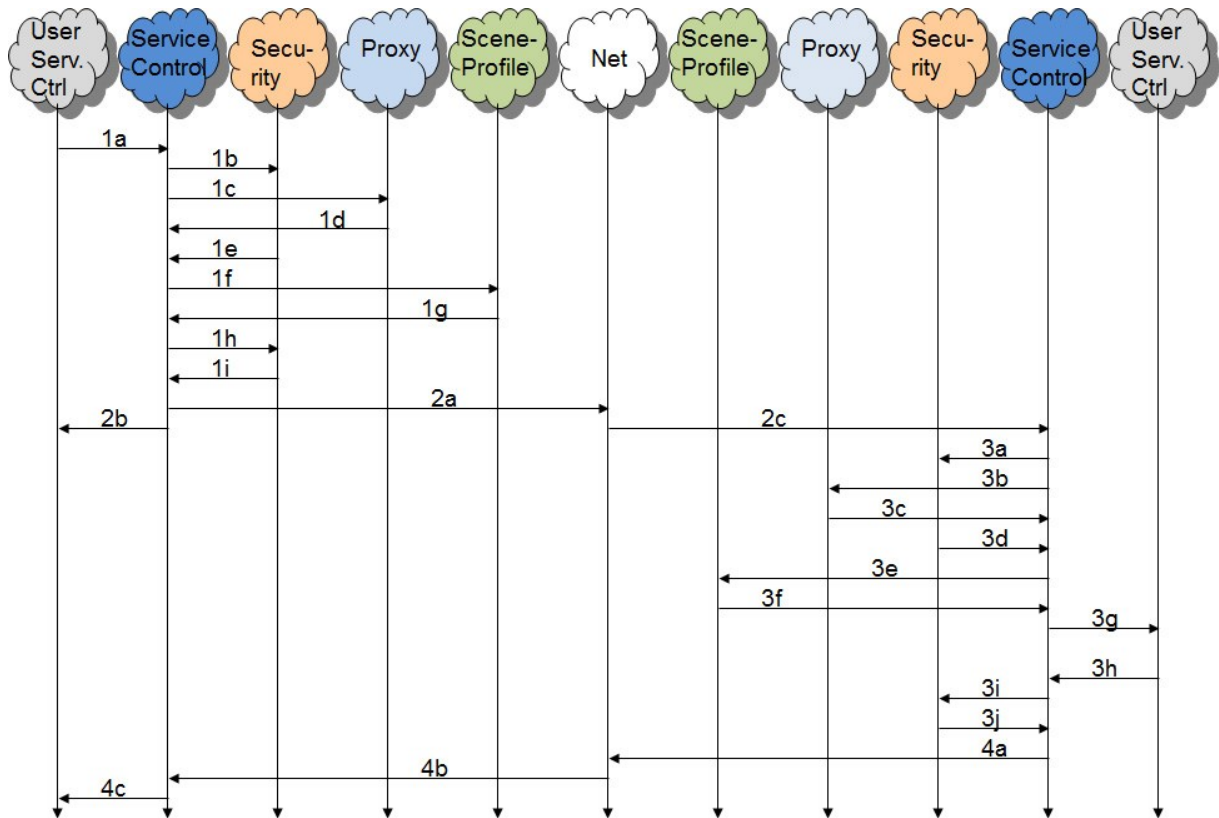 User
Serv.
Ctrl
Service
Control
Secu-
rity
Proxy
Scene-
Profile
Net
Scene-
Profile
Proxy
Secu-
rity
Service
Control
User
Serv.
Ctrl
1a
1b
1c
1d
1e
1f
1g
1h
1i
2a
2b
2c
3a
3b
3c
3d
3e
3f
3g
3h
3i
3j
4a
4b
4c